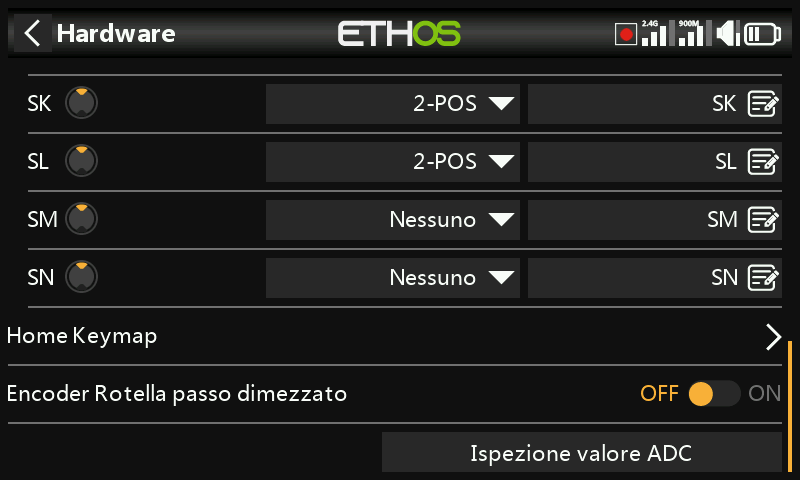 Hardware ETHOS 2.4G 900M
SK 2-POS SK
SL 2-POS SL
SM Nessuno SM
SN Nessuno SN
Home Keymap
Encoder Rotella passo dimezzato OFF ON
Ispezione valore ADC